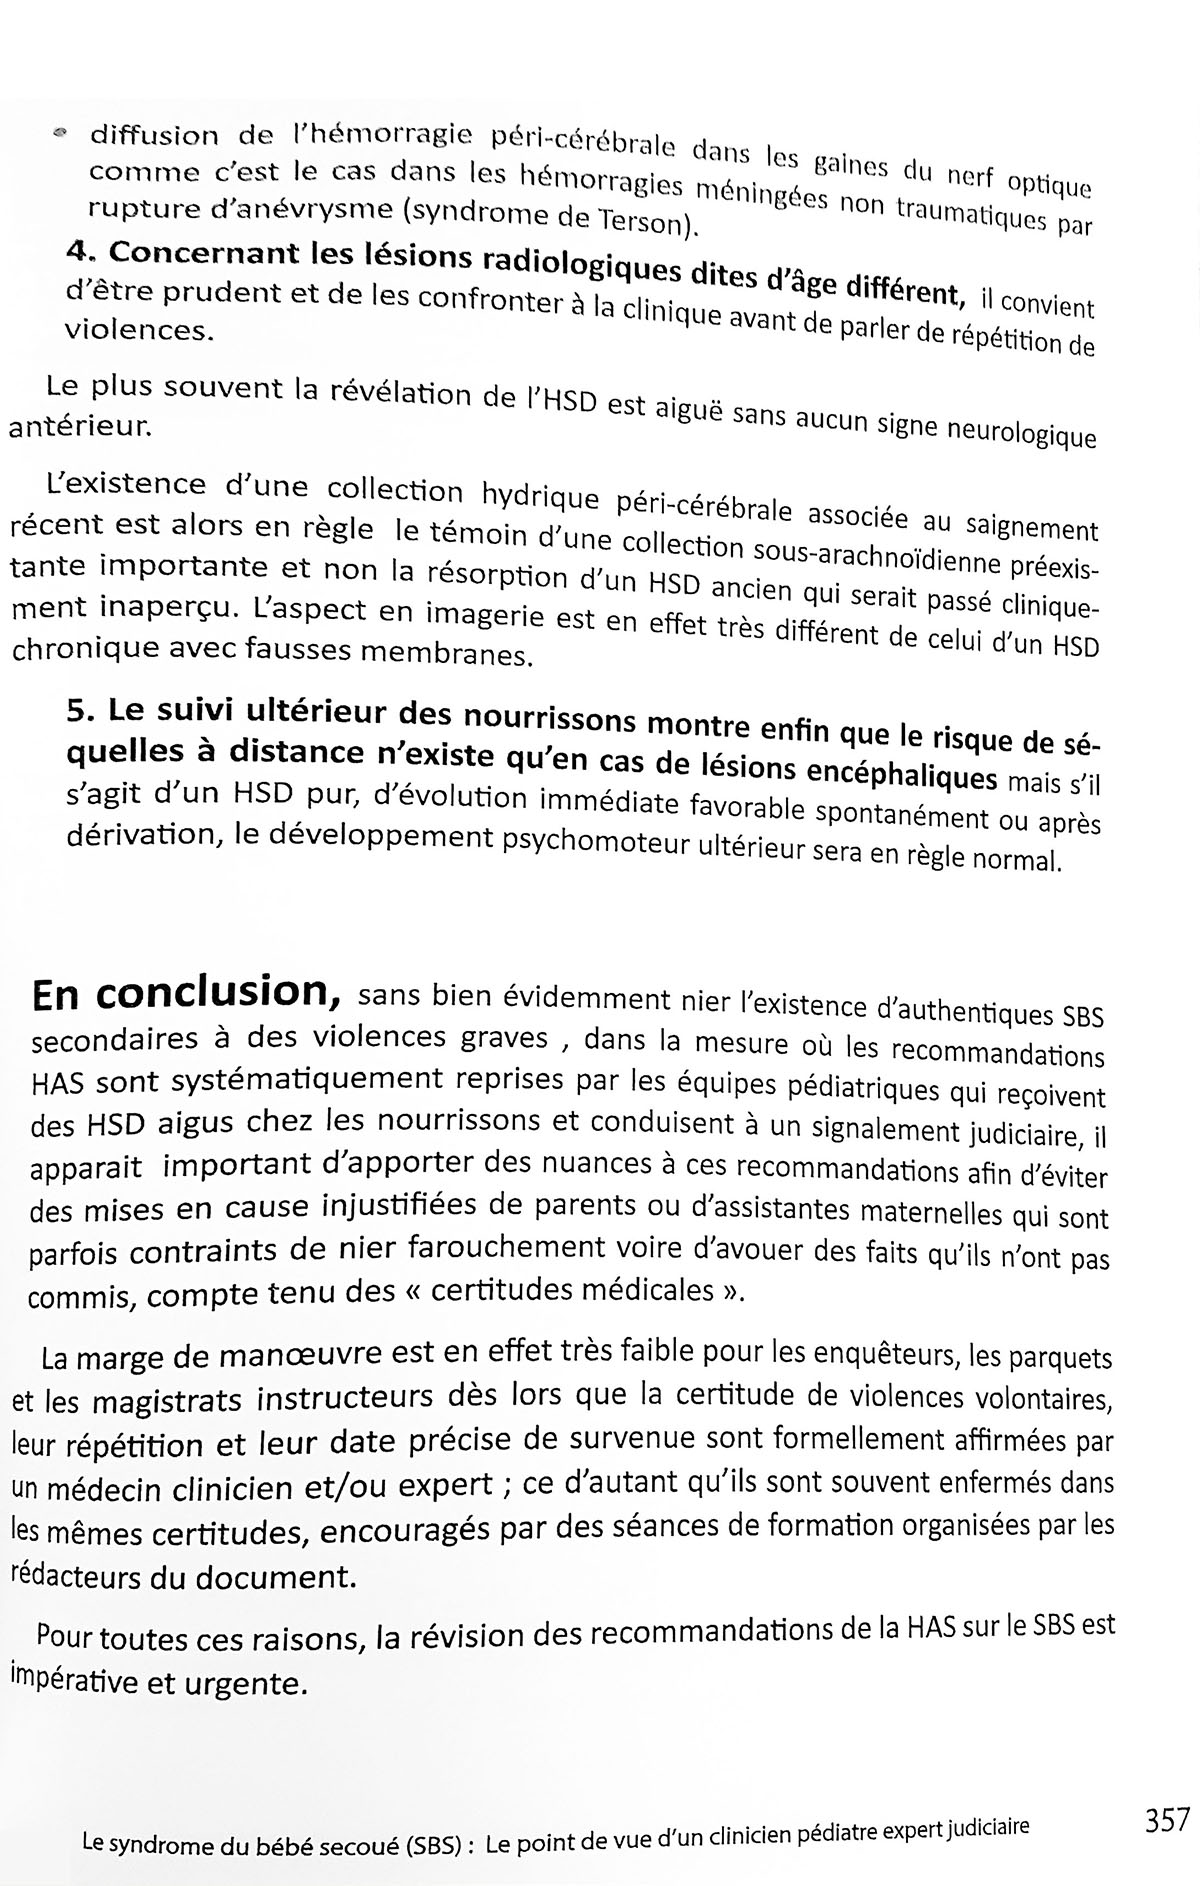 • diffusion de l'hémorragie péri-cérébrale dans les gaines du nerf optique
comme c'est le cas dans les hémorragies méningées non traumatiques par
rupture d'anévrysme (syndrome de Terson).
4. Concernant les lésions radiologiques dites d'âge différent, il convient
d'être prudent et de les confronter à la clinique avant de parler de répétition de
violences.
Le plus souvent la révélation de l'HSD est aiguë sans aucun signe neurologique
antérieur.
L'existence d'une collection hydrique péri-cérébrale associée au saignement
récent est alors en règle le témoin d'une collection sous-arachnoïdienne préexis-
tante importante et non la résorption d'un HSD ancien qui serait passé clinique-
ment inaperçu. L'aspect en imagerie est en effet très différent de celui d'un HSD
chronique avec fausses membranes.
5. Le suivi ultérieur des nourrissons montre enfin que le risque de sé-
quelles à distance n'existe qu'en cas de lésions encéphaliques mais s'il
s'agit d'un HSD pur, d'évolution immédiate favorable spontanément ou après
dérivation, le développement psychomoteur ultérieur sera en règle normal.
En conclusion, sans bien évidemment nier l'existence d'authentiques SBS
secondaires à des violences graves , dans la mesure où les recommandations
HAS sont systématiquement reprises par les équipes pédiatriques qui reçoivent
des HSD aigus chez les nourrissons et conduisent à un signalement judiciaire, il
apparait important d'apporter des nuances à ces recommandations afin d'éviter
des mises en cause injustifiées de parents ou d'assistantes maternelles qui sont
parfois contraints de nier farouchement voire d'avouer des faits qu'ils n'ont pas
commis, compte tenu des « certitudes médicales ».
La marge de manœuvre est en effet très faible pour les enquêteurs, les parquets
et les magistrats instructeurs dès lors que la certitude de violences volontaires,
leur répétition et leur date précise de survenue sont formellement affirmées par
un médecin clinicien et/ou expert ; ce d'autant qu'ils sont souvent enfermés dans
les mêmes certitudes, encouragés par des séances de formation organisées par les
rédacteurs du document.
Pour toutes ces raisons, la révision des recommandations de la HAS sur le SBS est
impérative et urgente.
Le syndrome du bébé secoué (SBS) : Le point de vue d'un clinicien pédiatre expert judiciaire 357